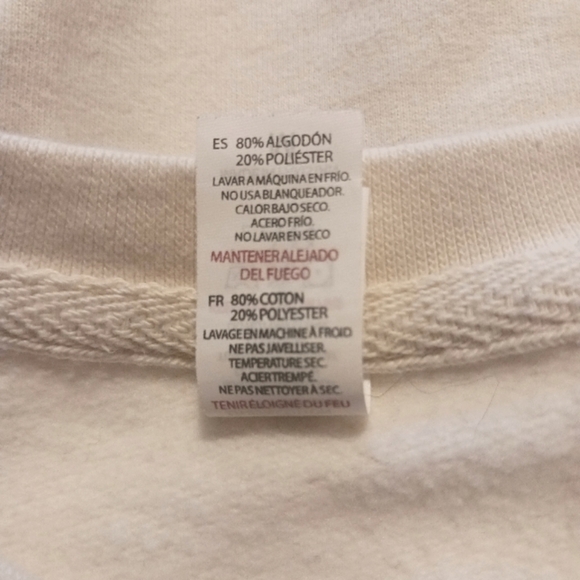 ES 80% ALGODÓN
20% POLIÉSTER
LAVAR A MÁQUINA EN FRÍO.
NO USA BLANQUEADOR.
CALOR BAJO SECO.
ACERO FRÍO.
NO LAVAR EN SECO
MANTENER ALEJADO
DEL FUEGO
FR 80% COTON
20% POLYESTER
LAVAGE EN MACHINE À FROID
NE PAS JAVELLISER.
TEMPERATURE SEC.
ACIER TREMPÉ.
NE PAS NETTOYER À SEC.
TENIR ÉLOIGNÉ DU FEU